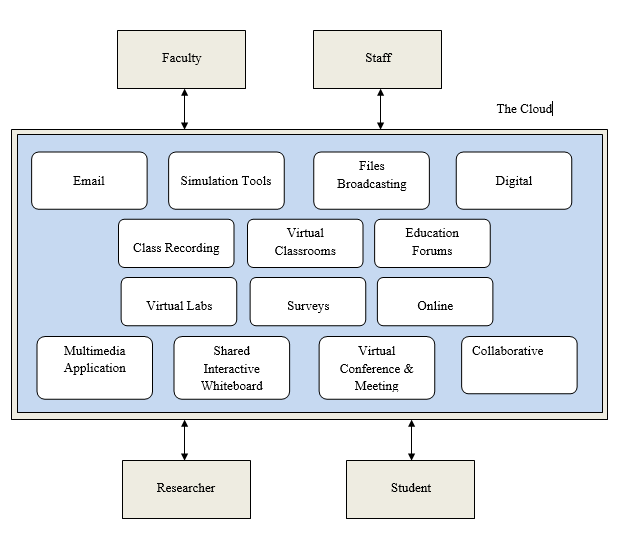 Faculty
Staff
The Cloud
Email
Simulation Tools
Files
Broadcasting
Digital
Class Recording
Virtual
Classrooms
Education
Forums
Virtual Labs
Surveys
Online
Multimedia
Application
Shared
Interactive
Whiteboard
Virtual
Conference &
Meeting
Collaborative
Researcher
Student